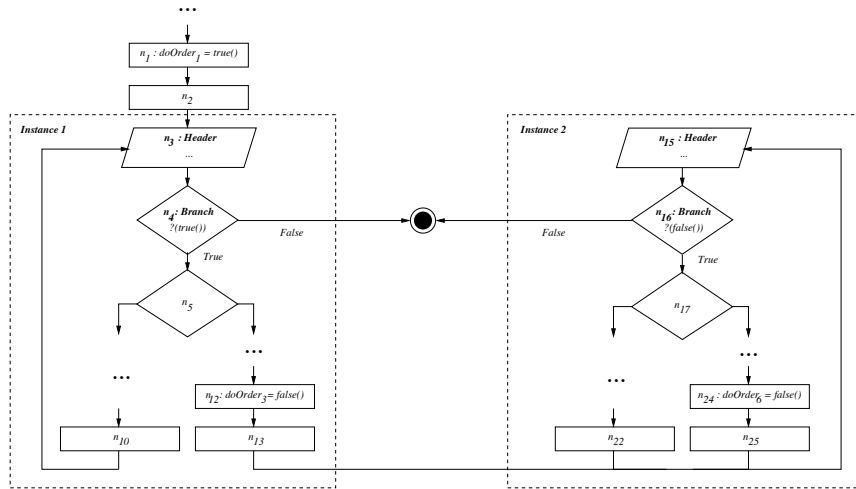 ...
n1 : doOrder1 = true()
n2
Instance 1
n3 : Header
...
n4 : Branch
?(true())
False
True
n5
...
...
n12 : doOrder3 = false()
n10
n13
Instance 2
n15 : Header
...
n16 : Branch
?(false())
False
True
n17
...
...
n24 : doOrder6 = false()
n22
n25